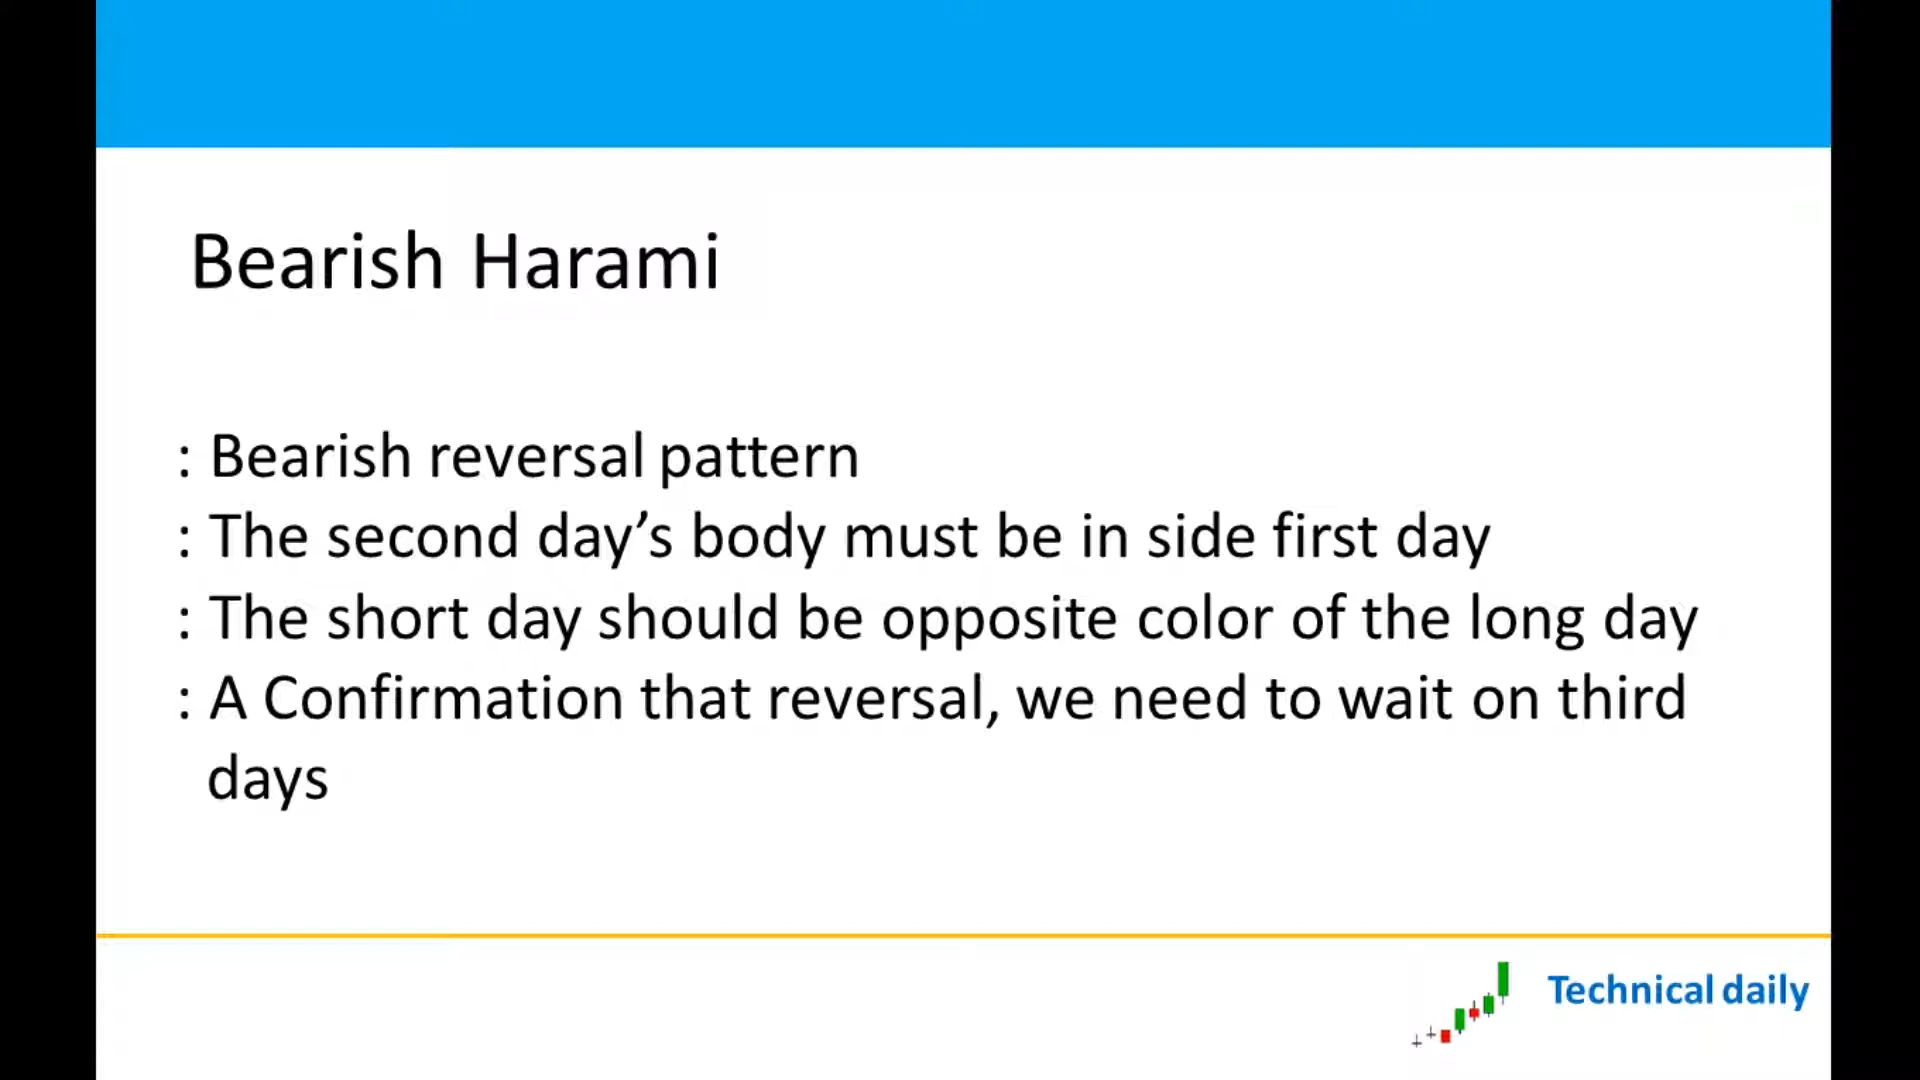 Bearish Harami
: Bearish reversal pattern
: The second day’s body must be in side first day
: The short day should be opposite color of the long day
: A Confirmation that reversal, we need to wait on third
days
Technical daily